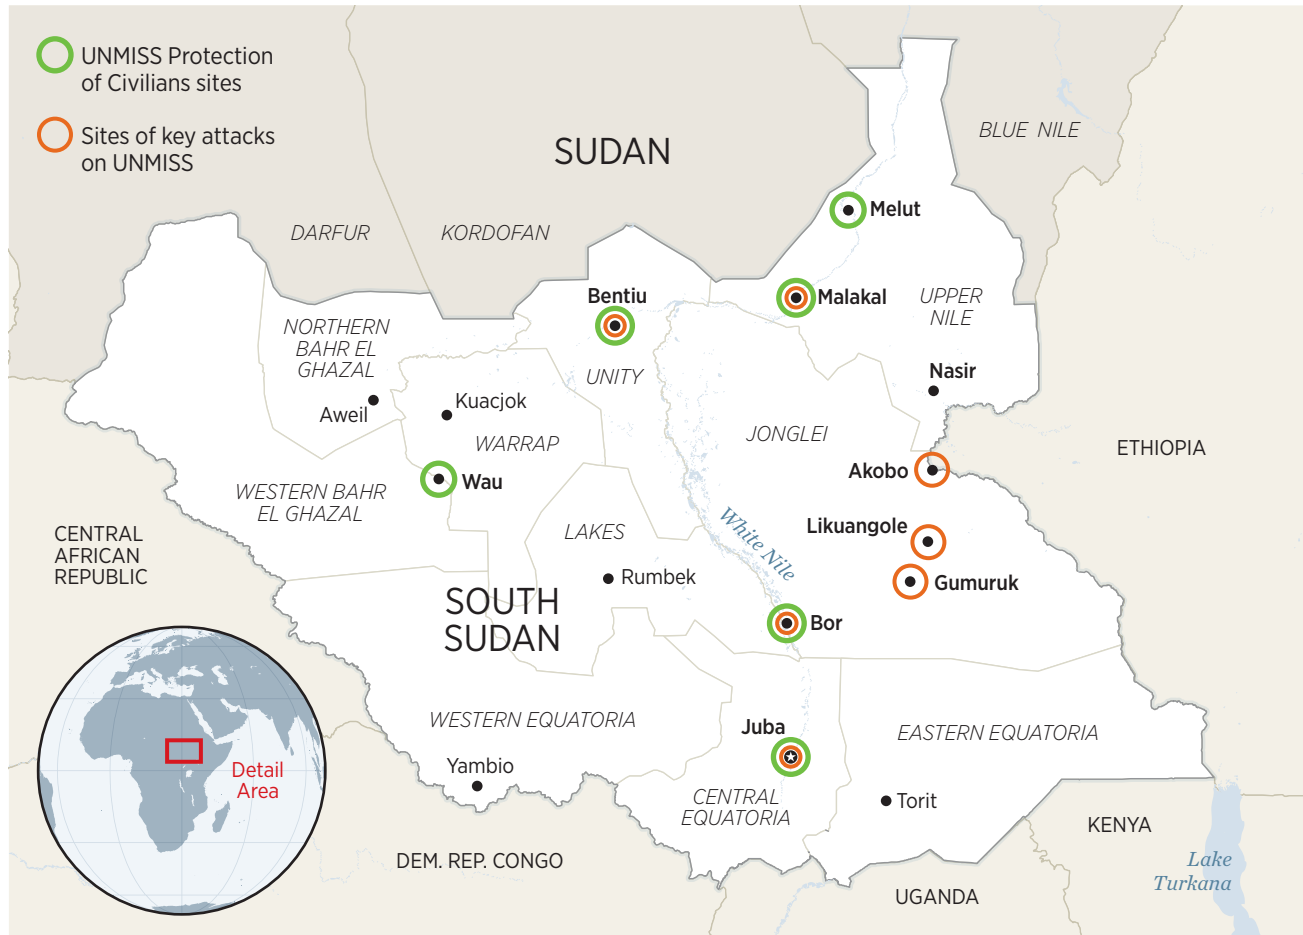 UNMISS Protection
of Civilians sites
Sites of key attacks
on UNMISS
SUDAN
BLUE NILE
DARFUR
KORDOFAN
Melut
Bentiu
Malakal
UPPER
NILE
NORTHERN
BAHR EL
GHAZAL
UNITY
Nasir
Aweil
Kuacjok
WARRAP
JONGLEI
ETHIOPIA
Akobo
Wau
WESTERN BAHR
EL GHAZAL
CENTRAL
AFRICAN
REPUBLIC
LAKES
White Nile
Likuangole
Rumbek
Gumuruk
SOUTH
SUDAN
Bor
WESTERN EQUATORIA
Juba
EASTERN EQUATORIA
Detail
Area
Yambio
CENTRAL
EQUATORIA
Torit
KENYA
DEM. REP. CONGO
Lake
Turkana
UGANDA